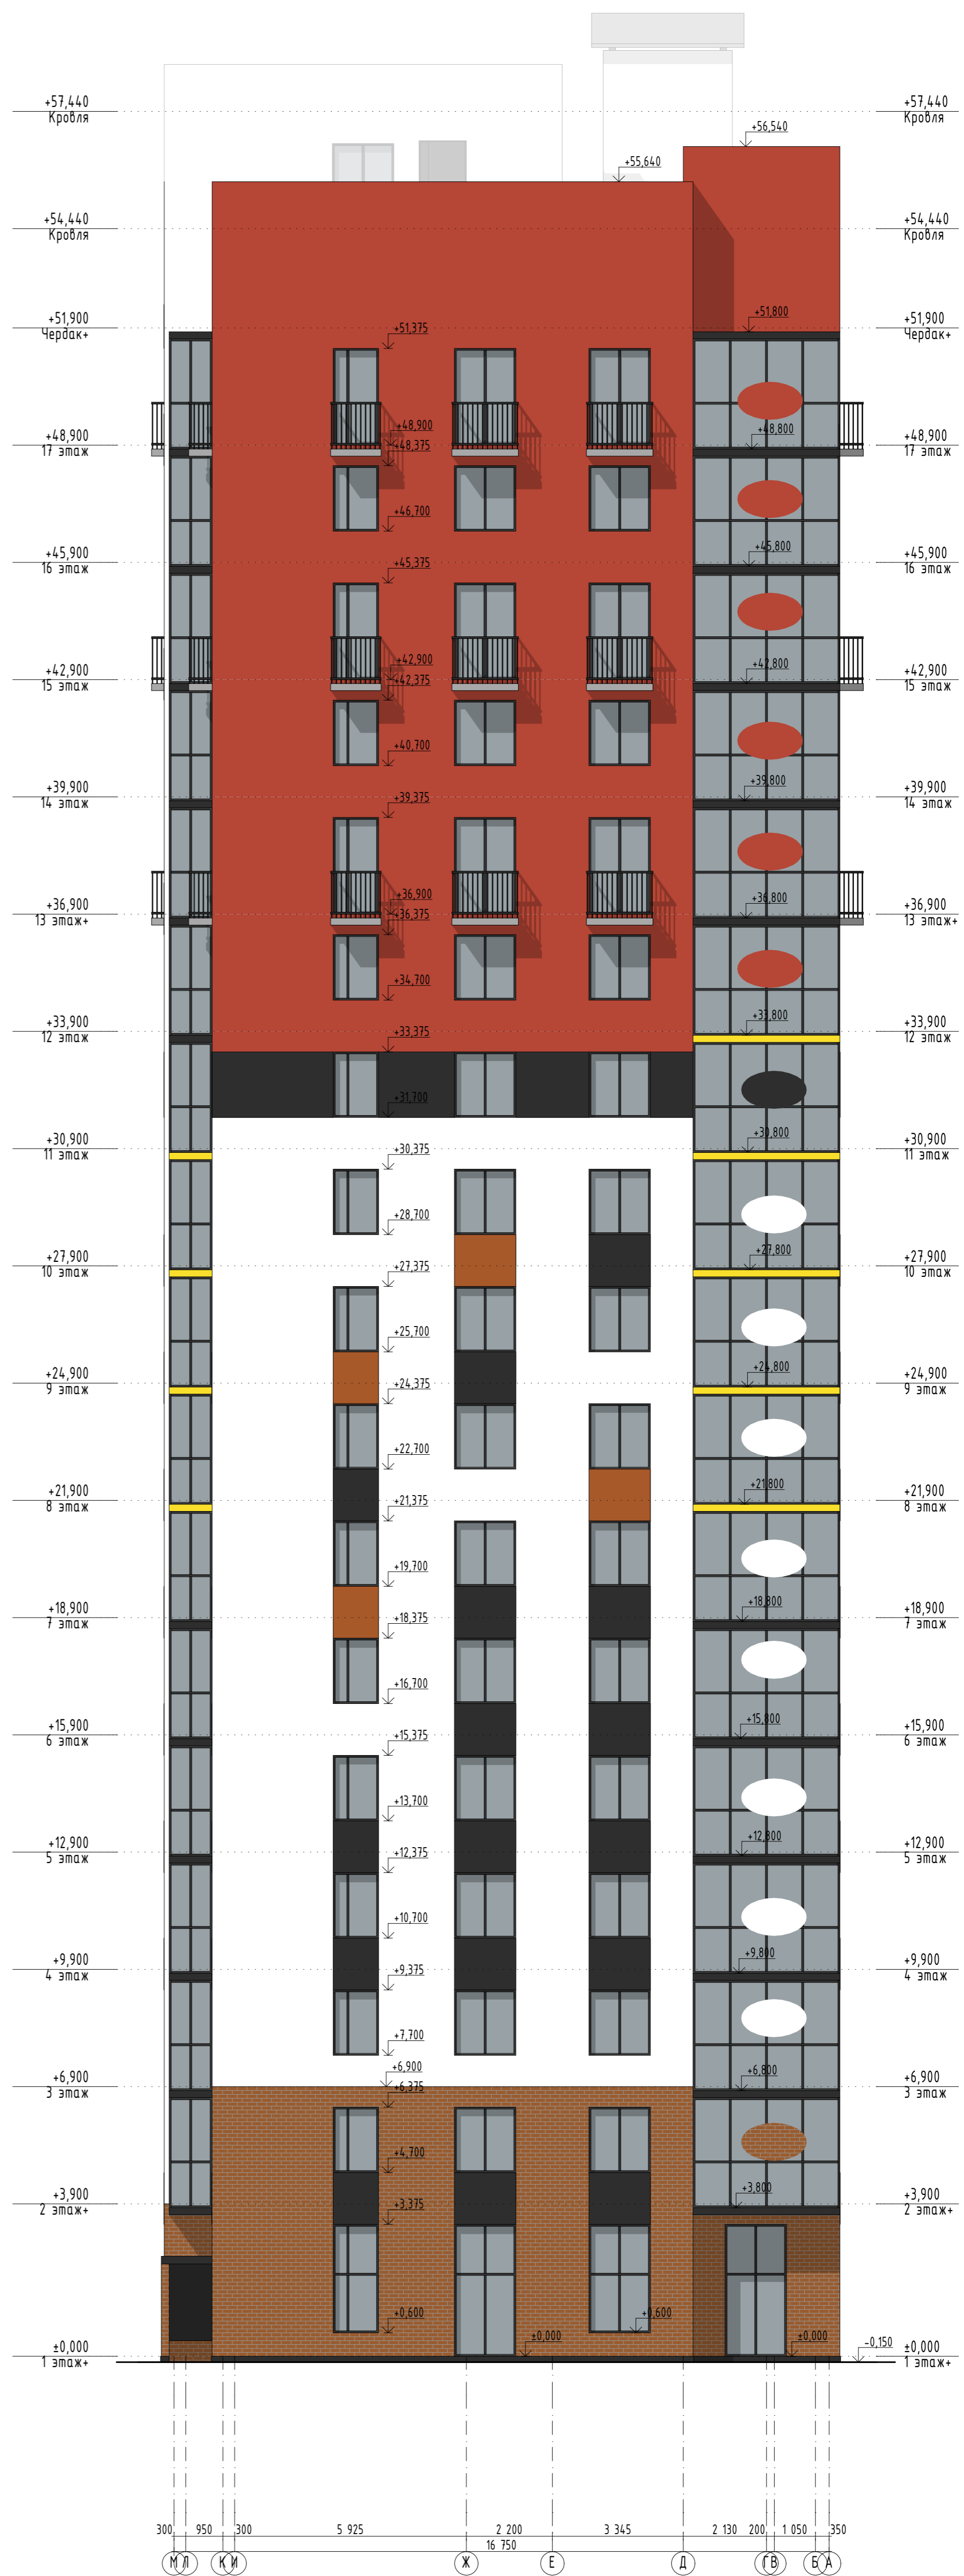 +57,440
Кровля
+57,440
Кровля
+56,540
+55,640
+54,440
Кровля
+54,440
Кровля
+51,900
Чердак+
+51,800
+51,900
Чердак+
+51,375
+48,900
17 этаж
+48,900
+48,375
+48,800
+48,900
17 этаж
+46,700
+45,900
16 этаж
+45,375
+45,800
+45,900
16 этаж
+42,900
15 этаж
+42,900
+42,375
+42,800
+42,900
15 этаж
+40,700
+39,900
14 этаж
+39,375
+39,800
+39,900
14 этаж
+36,900
13 этаж+
+36,900
+36,375
+36,800
+36,900
13 этаж+
+34,700
+33,900
12 этаж
+33,375
+33,800
+33,900
12 этаж
+31,700
+30,900
11 этаж
+30,375
+30,800
+30,900
11 этаж
+28,700
+27,900
10 этаж
+27,375
+27,800
+27,900
10 этаж
+25,700
+24,900
9 этаж
+24,375
+24,800
+24,900
9 этаж
+22,700
+21,900
8 этаж
+21,375
+21,800
+21,900
8 этаж
+19,700
+18,900
7 этаж
+18,375
+18,800
+18,900
7 этаж
+16,700
+15,900
6 этаж
+15,375
+15,800
+15,900
6 этаж
+13,700
+12,900
5 этаж
+12,375
+12,800
+12,900
5 этаж
+10,700
+9,900
4 этаж
+9,375
+9,800
+9,900
4 этаж
+7,700
+6,900
3 этаж
+6,900
+6,375
+6,800
+6,900
3 этаж
+4,700
+3,900
2 этаж+
+3,375
+3,800
+3,900
2 этаж+
+0,600
+0,600
±0,000
1 этаж+
±0,000
±0,000
-0,150
±0,000
1 этаж+
300 950 300 5 925 2 200 3 345 2 130 200 1 050 350
16 750
М Л К И Ж Е Д Г В Б А